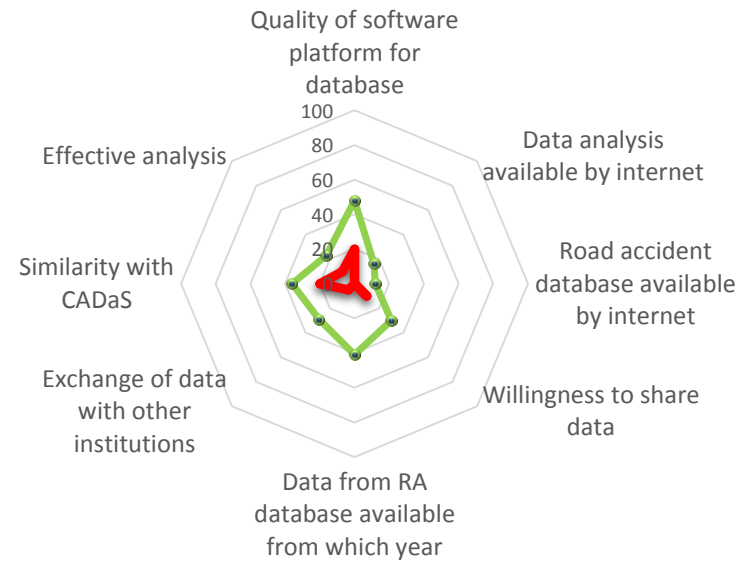 Quality of software
platform for
database
100
80
60
40
20
0
Data analysis
available by internet
Road accident
database available
by internet
Willingness to share
data
Data from RA
database available
from which year
Exchange of data
with other
institutions
Similarity with
CADaS
Effective analysis